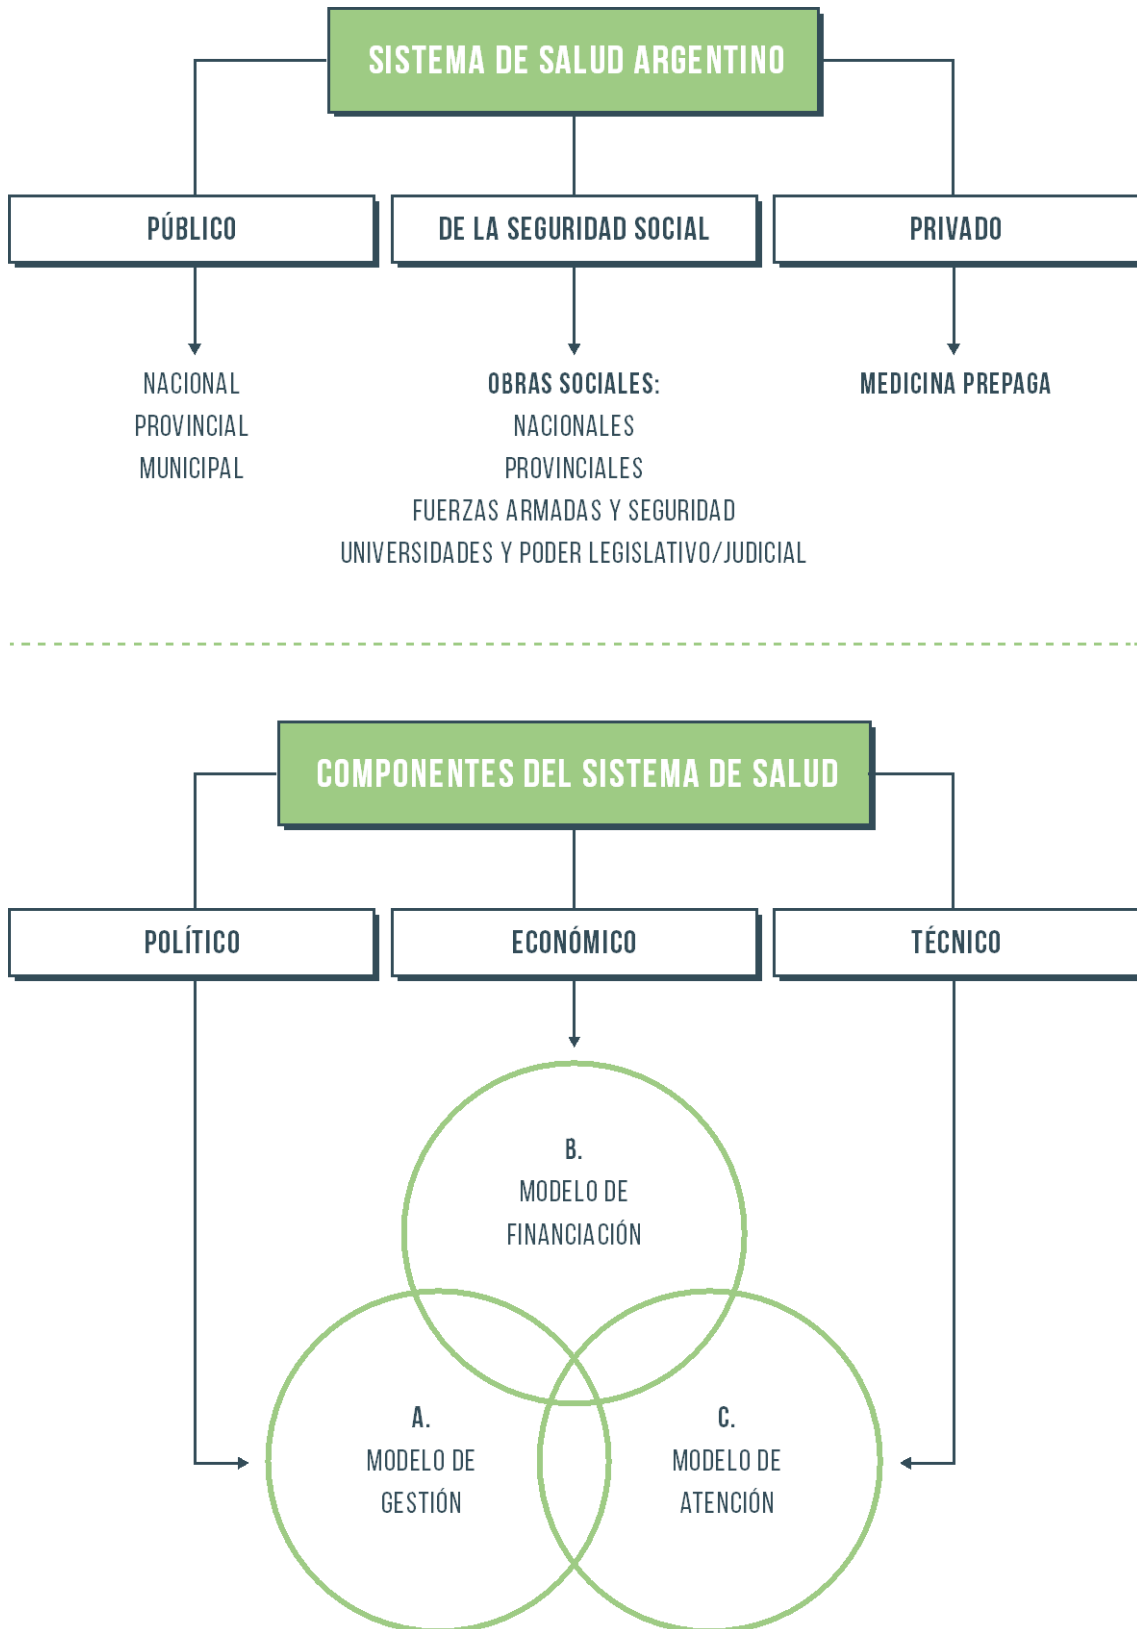 SISTEMA DE SALUD ARGENTINO
PÚBLICO
DE LA SEGURIDAD SOCIAL
PRIVADO
NACIONAL
PROVINCIAL
MUNICIPAL
OBRAS SOCIALES:
NACIONALES
PROVINCIALES
FUERZAS ARMADAS Y SEGURIDAD
UNIVERSIDADES Y PODER LEGISLATIVO/JUDICIAL
MEDICINA PREPAGA
COMPONENTES DEL SISTEMA DE SALUD
POLÍTICO
ECONÓMICO
TÉCNICO
B.
MODELO DE
FINANCIACIÓN
A.
MODELO DE
GESTIÓN
C.
MODELO DE
ATENCIÓN